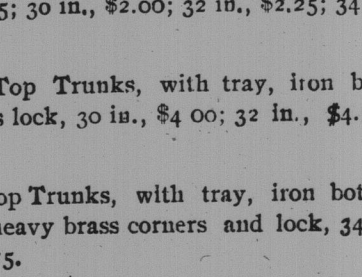 5; 30 in., $2.00; 32 in., $2.25; 34
Top Trunks, with tray, iron b
s lock, 30 in., $4 00; 32 in., $4.
op Trunks, with tray, iron bot
heavy brass corners and lock, 34
5.